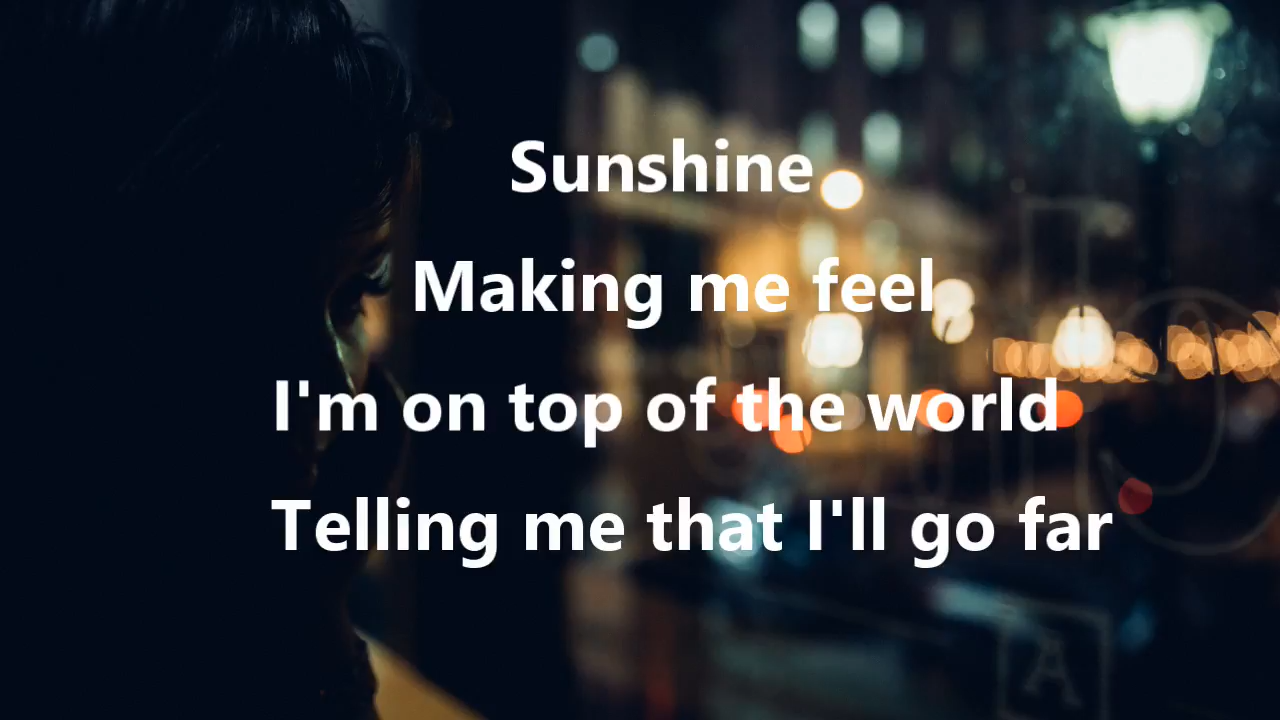 Sunshine
Making me feel
I'm on top of the world
Telling me that I'll go far
A